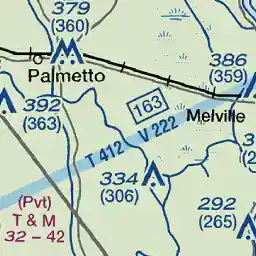 379
(360)
386
(359)
Palmetto
392
(363)
163
Melville
T 412 V 222
334
(306)
(Pvt)
T & M
32 – 42
292
(265)